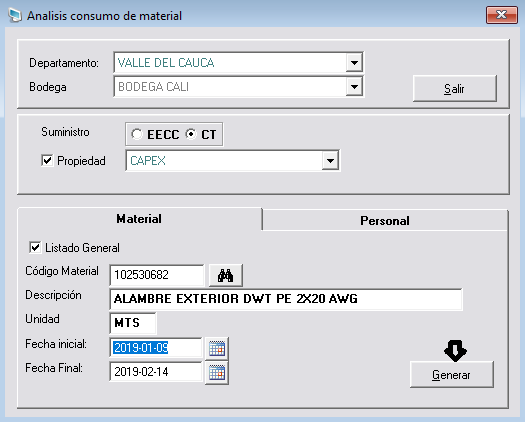 Analisis consumo de material
Departamento: VALLE DEL CAUCA
Bodega BODEGA CALI
Salir
Suministro EECC CT
Propiedad CAPEX
Material Personal
Listado General
Código Material 102530682
Descripción ALAMBRE EXTERIOR DWT PE 2X20 AWG
Unidad MTS
Fecha inicial: 2019-01-09
Fecha Final: 2019-02-14
Generar